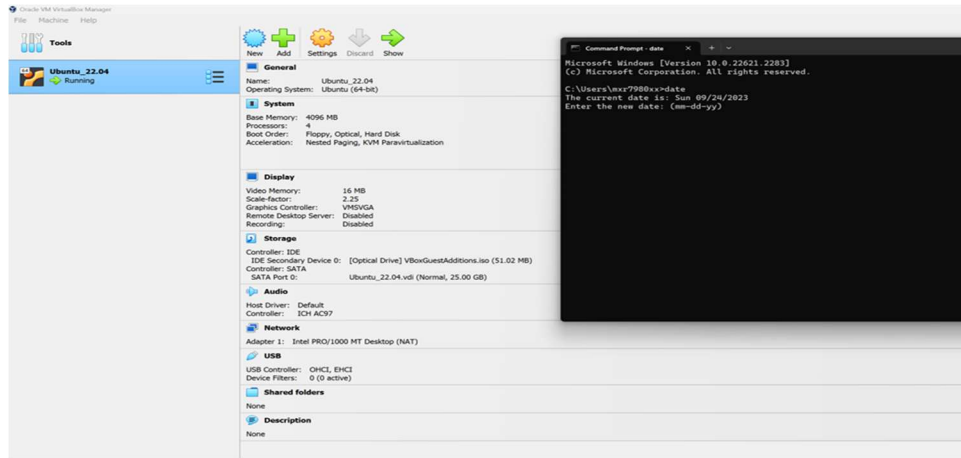 Oracle VM VirtualBox Manager
File Machine Help
Tools
New Add Settings Discard Show
Ubuntu_22.04
Running
General
Name: Ubuntu_22.04
Operating System: Ubuntu (64-bit)
System
Base Memory: 4096 MB
Processors: 4
Boot Order: Floppy, Optical, Hard Disk
Acceleration: Nested Paging, KVM Paravirtualization
Display
Video Memory: 16 MB
Scale-factor: 2.25
Graphics Controller: VMSVGA
Remote Desktop Server: Disabled
Recording: Disabled
Storage
Controller: IDE
IDE Secondary Device 0: [Optical Drive] VBoxGuestAdditions.iso (51.02 MB)
Controller: SATA
SATA Port 0: Ubuntu_22.04.vdi (Normal, 25.00 GB)
Audio
Host Driver: Default
Controller: ICH AC97
Network
Adapter 1: Intel PRO/1000 MT Desktop (NAT)
USB
USB Controller: OHCI, EHCI
Device Filters: 0 (0 active)
Shared folders
None
Description
None
Command Prompt - date
Microsoft Windows [Version 10.0.22621.2283]
(c) Microsoft Corporation. All rights reserved.
C:\Users\mxr7980xx>date
The current date is: Sun 09/24/2023
Enter the new date: (mm-dd-yy)